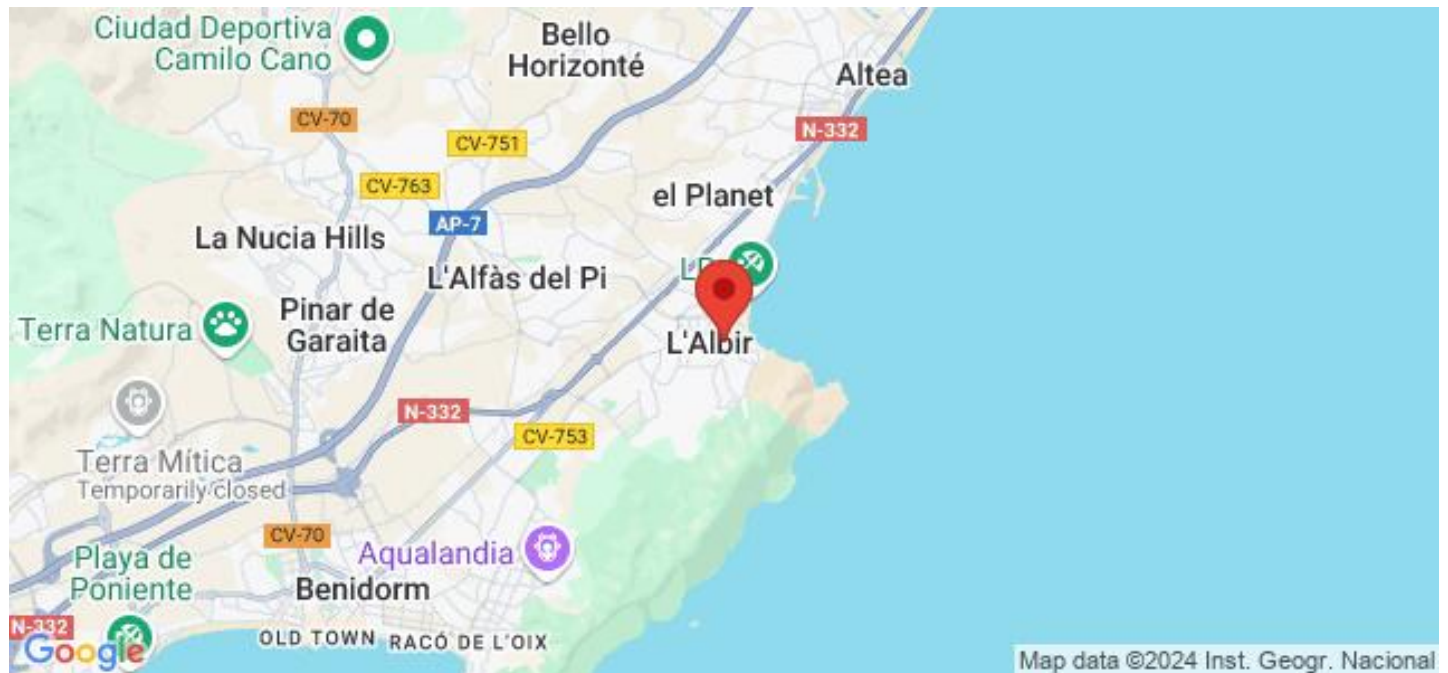 Ciudad Deportiva
Camilo Cano
Bello
Horizonté
Altea
CV-70
N-332
CV-751
CV-763
el Planet
AP-7
La Nucia Hills
L'Alfàs del Pi
Terra Natura
Pinar de
Garaita
L'Albir
N-332
CV-753
Terra Mítica
Temporarily closed
CV-70
Aqualandia
Playa de
Poniente
Benidorm
N-332
OLD TOWN
RACÓ DE L'OIX
Google
Map data ©2024 Inst. Geogr. Nacional